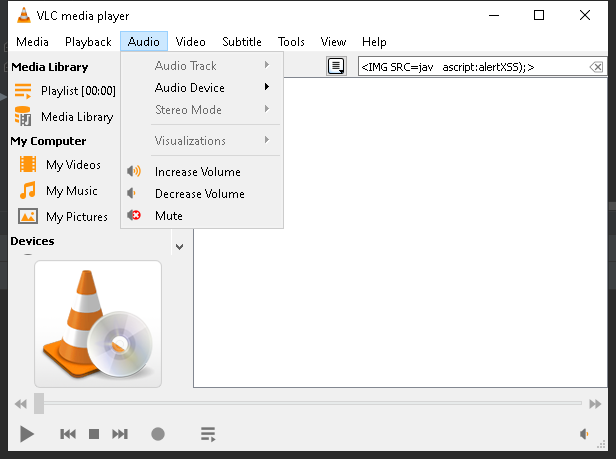 VLC media player
Media Playback Audio Video Subtitle Tools View Help
Media Library
Playlist [00:00]
Media Library
My Computer
My Videos
My Music
My Pictures
Devices
Audio Track
Audio Device
Stereo Mode
Visualizations
Increase Volume
Decrease Volume
Mute
<IMG SRC=jav ascript:alertXSS);>